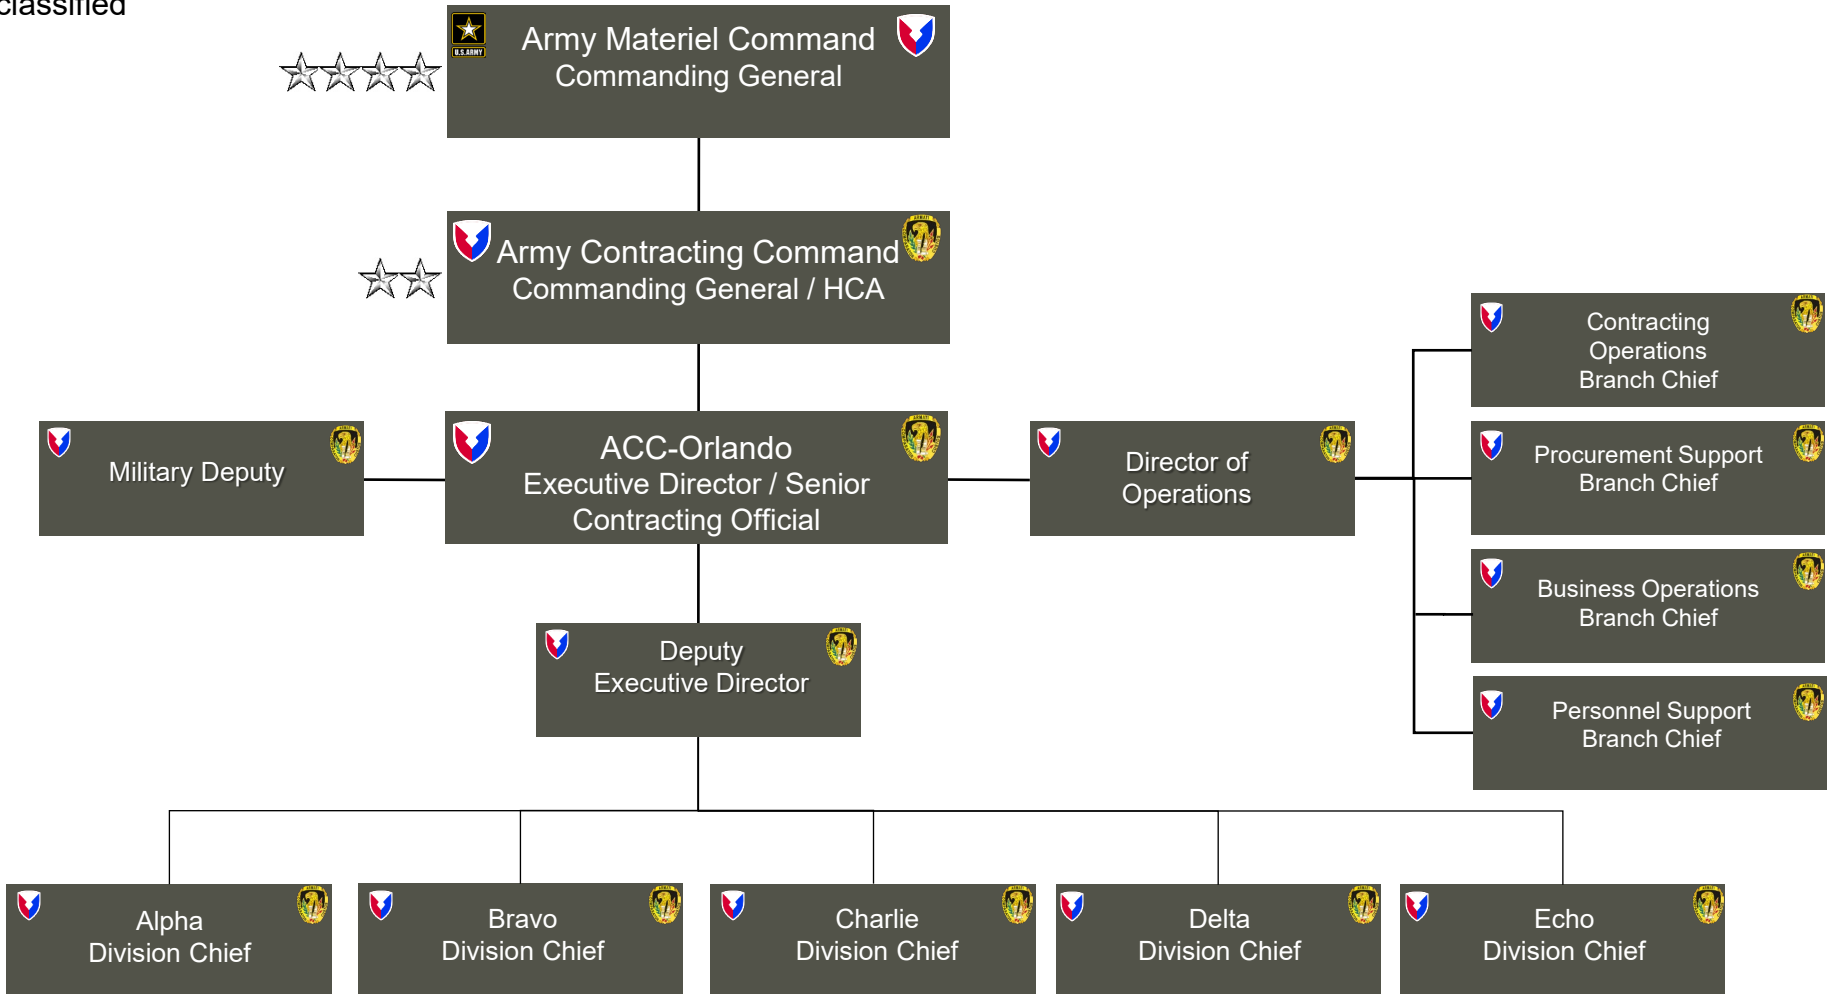 classified
Army Materiel Command
Commanding General
U.S.ARMY
Army Contracting Command
Commanding General / HCA
Contracting
Operations
Branch Chief
Military Deputy
ACC-Orlando
Executive Director / Senior
Contracting Official
Director of
Operations
Procurement Support
Branch Chief
Business Operations
Branch Chief
Deputy
Executive Director
Personnel Support
Branch Chief
Alpha
Division Chief
Bravo
Division Chief
Charlie
Division Chief
Delta
Division Chief
Echo
Division Chief